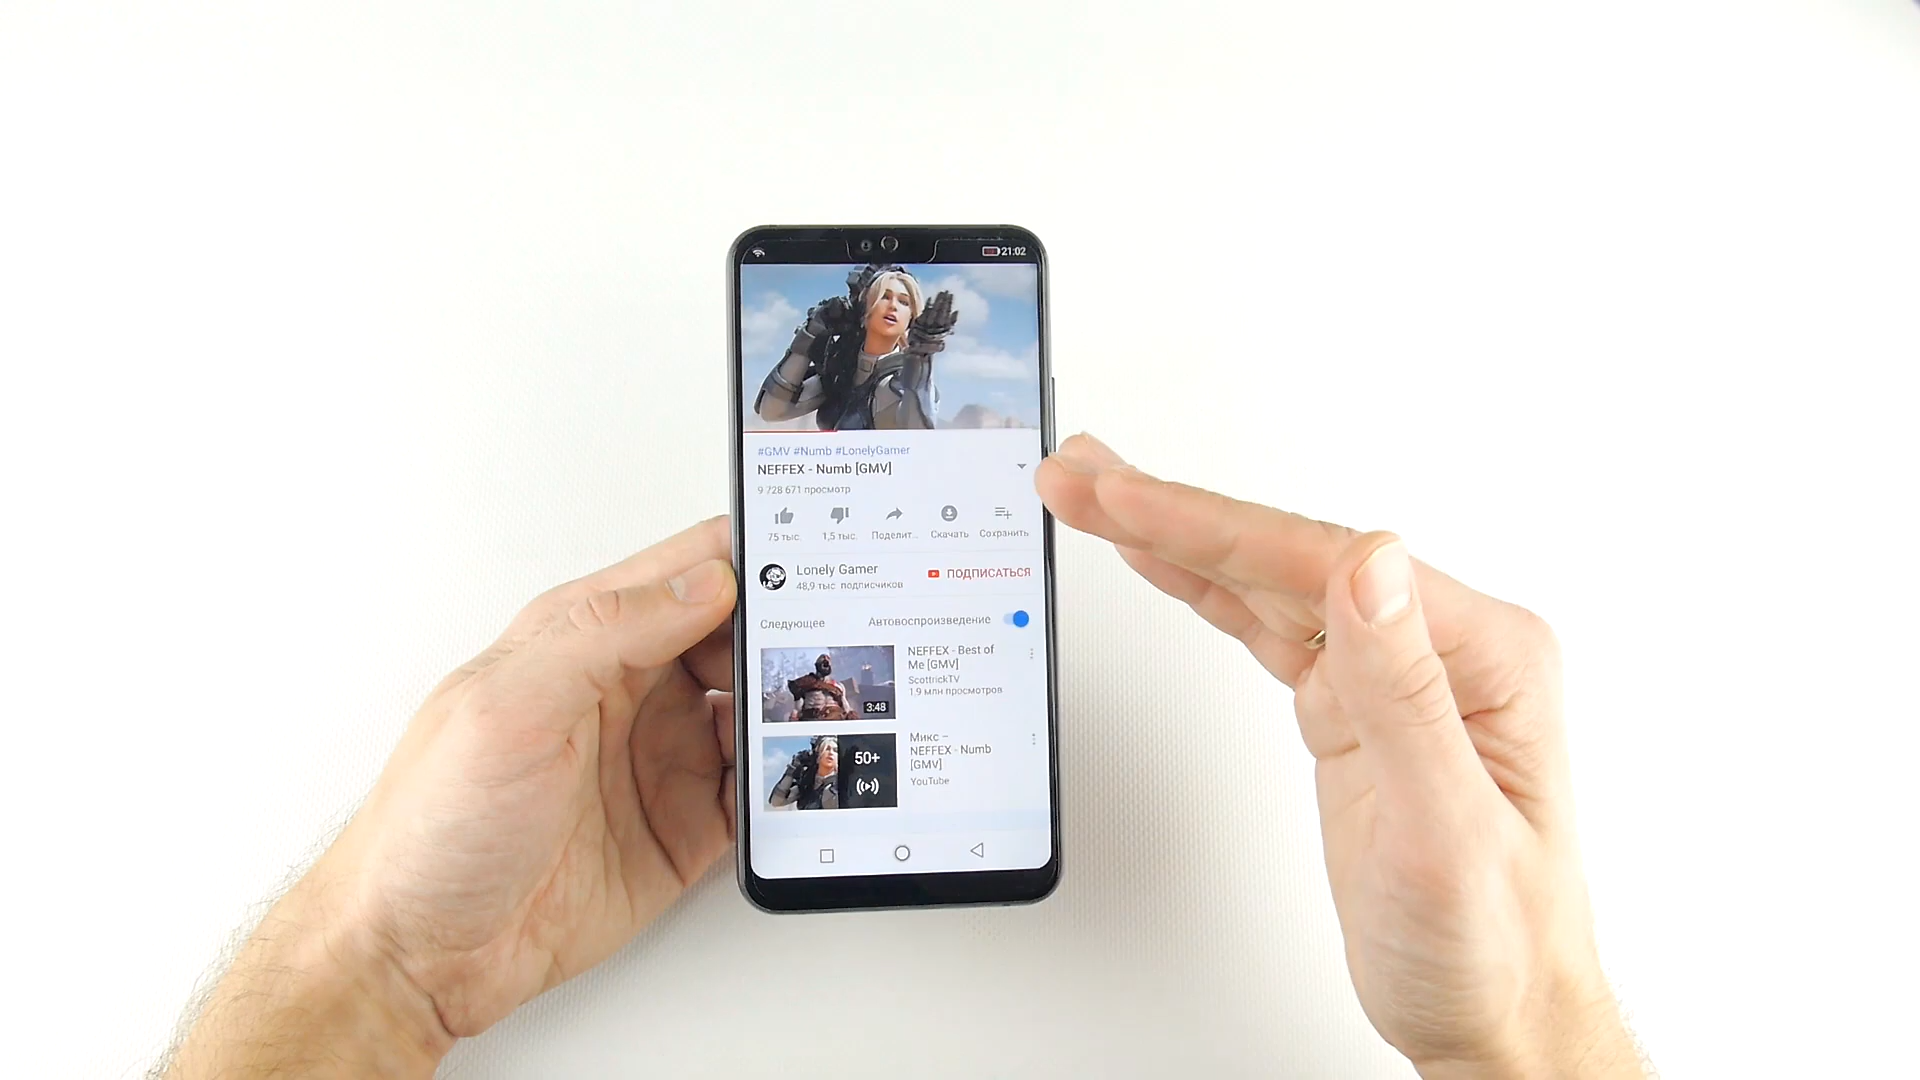 21:02
#GMV #Numb #LonelyGamer
NEFFEX - Numb [GMV]
9 728 671 просмотр
75 тыс.
1,5 тыс.
Поделит...
Скачать
Сохранить
Lonely Gamer
48,9 тыс. подписчиков
ПОДПИСАТЬСЯ
Следующее
Автовоспроизведение
3:48
NEFFEX - Best of
Me [GMV]
ScottrickTV
1,9 млн просмотров
50+
Микс –
NEFFEX - Numb
[GMV]
YouTube